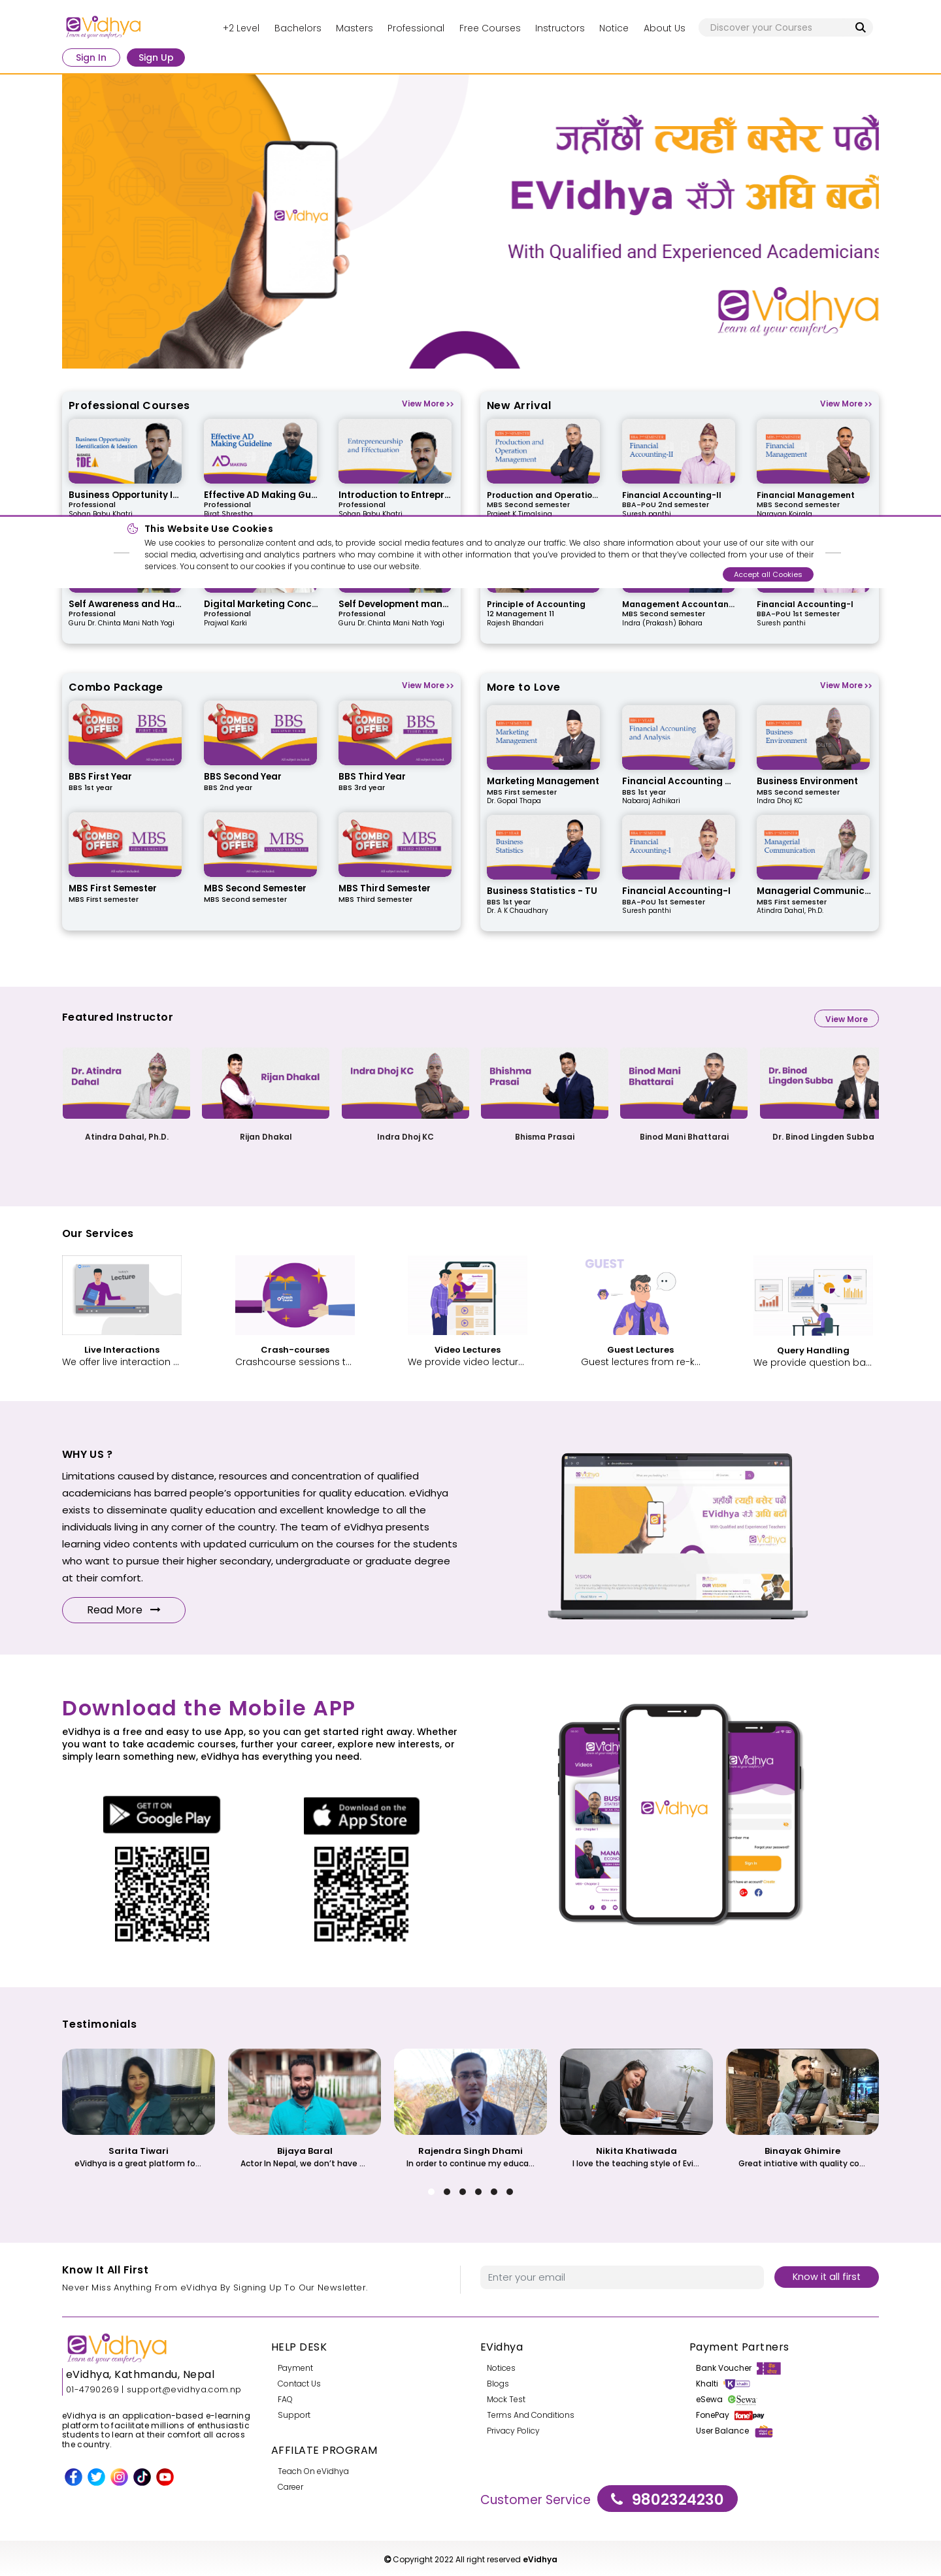 eVidhya
Learn at your comfort
+2 Level Bachelors Masters Professional Free Courses Instructors Notice About Us
Discover your Courses
Sign In Sign Up
जहाँछौं त्यहीँ बसेर पढौं
EVidhya सँगै अघि बढौं
With Qualified and Experienced Academicians
eVidhya
eVidhya
Learn at your comfort
Professional Courses View More >>
Business Opportunity Identification & Ideation
Effective AD Making Guideline
Entrepreneurship and Effectuation
Business Opportunity I...
Professional
Sohan Babu Khatri
Effective AD Making Gu...
Professional
Birat Shrestha
Introduction to Entrepr...
Professional
Sohan Babu Khatri
Self Awareness and Ha...
Professional
Guru Dr. Chinta Mani Nath Yogi
Digital Marketing Conc...
Professional
Prajwal Karki
Self Development man...
Professional
Guru Dr. Chinta Mani Nath Yogi
New Arrival View More >>
Production and Operation Management
Financial Accounting-II
Financial Management
Production and Operatio...
MBS Second semester
Prajeet K Timalsina
Financial Accounting-II
BBA-PoU 2nd semester
Suresh panthi
Financial Management
MBS Second semester
Narayan Koirala
Principle of Accounting
12 Management 11
Rajesh Bhandari
Management Accountan...
MBS Second semester
Indra (Prakash) Bohara
Financial Accounting-I
BBA-PoU 1st Semester
Suresh panthi
This Website Use Cookies
We use cookies to personalize content and ads, to provide social media features and to analyze our traffic. We also share information about your use of our site with our
social media, advertising and analytics partners who may combine it with other information that you've provided to them or that they've collected from your use of their
services. You consent to our cookies if you continue to use our website.
Accept all Cookies
Combo Package View More >>
COMBO OFFER BBS FIRST YEAR
COMBO OFFER BBS SECOND YEAR
COMBO OFFER BBS THIRD YEAR
BBS First Year
BBS 1st year
BBS Second Year
BBS 2nd year
BBS Third Year
BBS 3rd year
COMBO OFFER MBS FIRST SEMESTER
COMBO OFFER MBS SECOND SEMESTER
COMBO OFFER MBS THIRD SEMESTER
MBS First Semester
MBS First semester
MBS Second Semester
MBS Second semester
MBS Third Semester
MBS Third Semester
More to Love View More >>
Marketing Management
Financial Accounting and Analysis
Business Environment
Marketing Management
MBS First semester
Dr. Gopal Thapa
Financial Accounting ...
BBS 1st year
Nabaraj Adhikari
Business Environment
MBS Second semester
Indra Dhoj KC
Business Statistics
Financial Accounting-I
Managerial Communication
Business Statistics - TU
BBS 1st year
Dr. A K Chaudhary
Financial Accounting-I
BBA-PoU 1st Semester
Suresh panthi
Managerial Communic...
MBS First semester
Atindra Dahal, Ph.D.
Featured Instructor View More
Dr. Atindra Dahal
Rijan Dhakal
Indra Dhoj KC
Bhishma Prasai
Binod Mani Bhattarai
Dr. Binod Lingden Subba
Atindra Dahal, Ph.D.
Rijan Dhakal
Indra Dhoj KC
Bhisma Prasai
Binod Mani Bhattarai
Dr. Binod Lingden Subba
Our Services
Lecture
GUEST
Live Interactions
We offer live interaction ...
Crash-courses
Crashcourse sessions t...
Video Lectures
We provide video lectur...
Guest Lectures
Guest lectures from re-k...
Query Handling
We provide question ba...
WHY US ?
Limitations caused by distance, resources and concentration of qualified
academicians has barred people's opportunities for quality education. eVidhya
exists to disseminate quality education and excellent knowledge to all the
individuals living in any corner of the country. The team of eVidhya presents
learning video contents with updated curriculum on the courses for the students
who want to pursue their higher secondary, undergraduate or graduate degree
at their comfort.
Read More
जहाँछौं त्यहीँ बसेर पढौं
EVidhya सँगै अघि बढौं
With Qualified and Experienced Teachers
VISION
Download the Mobile APP
eVidhya is a free and easy to use App, so you can get started right away. Whether
you want to take academic courses, further your career, explore new interests, or
simply learn something new, eVidhya has everything you need.
GET IT ON
Google Play
Download on the
App Store
eVidhya
Videos
eVidhya
Forgot your password?
Sign In
Testimonials
Sarita Tiwari
eVidhya is a great platform fo...
Bijaya Baral
Actor In Nepal, we don't have ...
Rajendra Singh Dhami
In order to continue my educa...
Nikita Khatiwada
I love the teaching style of Evi...
Binayak Ghimire
Great intiative with quality co...
Know It All First
Never Miss Anything From eVidhya By Signing Up To Our Newsletter.
Enter your email
Know it all first
eVidhya
Learn at your comfort
eVidhya, Kathmandu, Nepal
01-4790269 | support@evidhya.com.np
eVidhya is an application-based e-learning
platform to facilitate millions of enthusiastic
students to learn at their comfort all across
the country.
HELP DESK
Payment
Contact Us
FAQ
Support
AFFILATE PROGRAM
Teach On eVidhya
Career
EVidhya
Notices
Blogs
Mock Test
Terms And Conditions
Privacy Policy
Payment Partners
Bank Voucher
Khalti
eSewa
FonePay
User Balance
Customer Service 9802324230
© Copyright 2022 All right reserved eVidhya